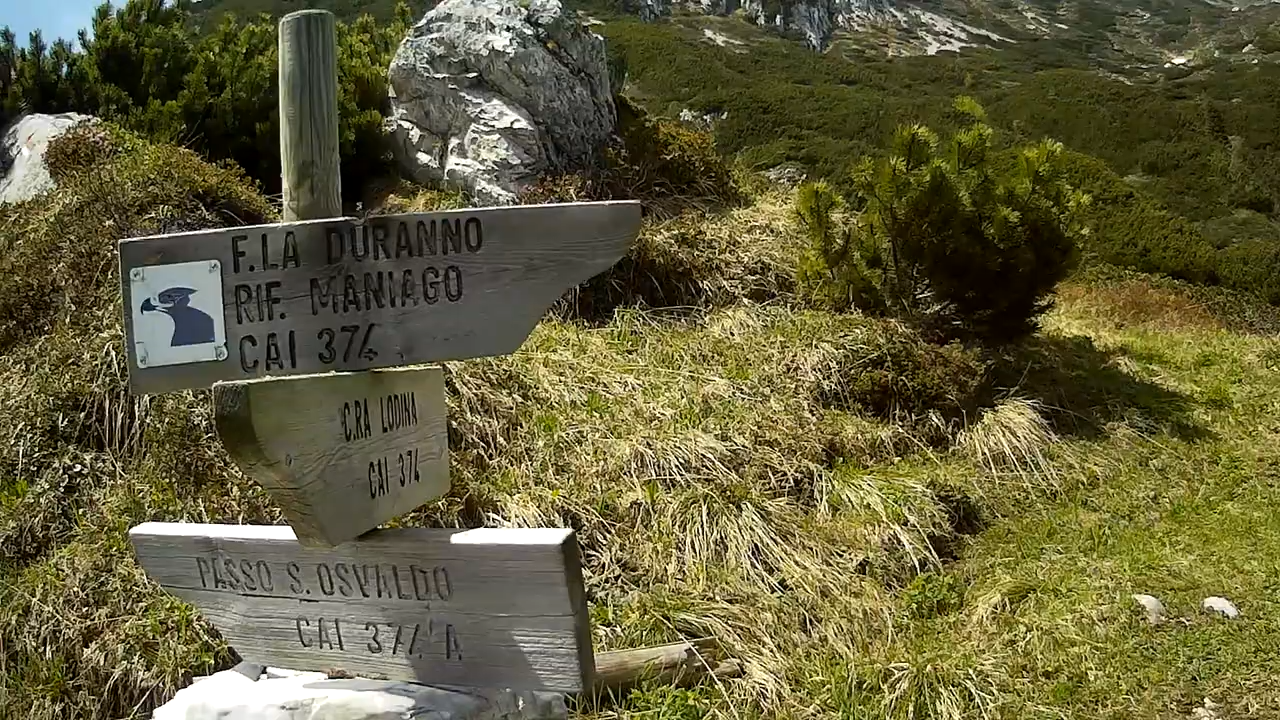 F.LA DURANNO
RIF. MANIAGO
CAI 374
C.RA LODINA
CAI 374
PASSO S. OSVALDO
CAI 374 A